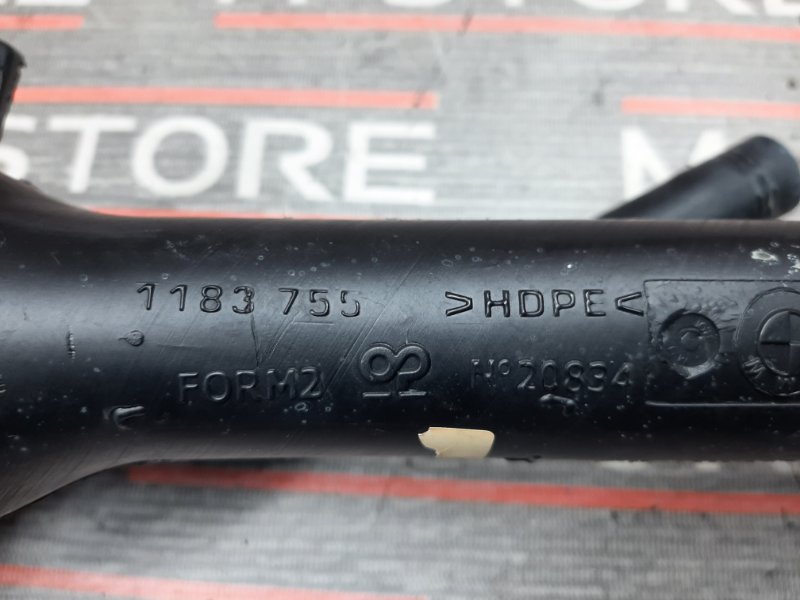 STORE
M
1183 755 >HDPE<
FORM2 Nº20834